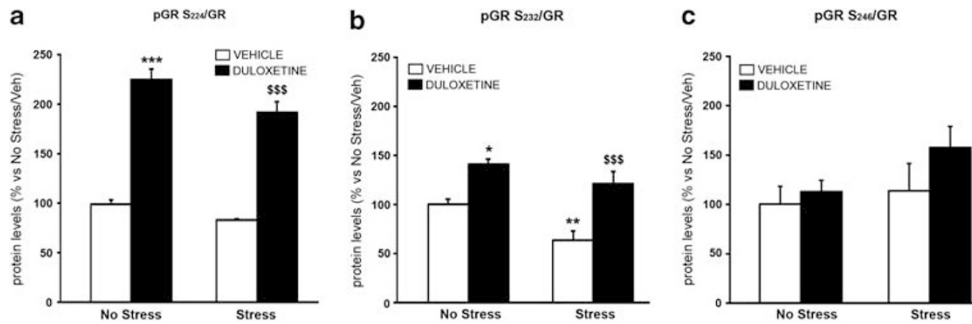 a
pGR S224/GR
protein levels (% vs No Stress/Veh)
250
200
150
100
50
0
VEHICLE
DULOXETINE
***
$$$
No Stress
Stress
b
pGR S232/GR
protein levels (% vs No Stress/Veh)
250
200
150
100
50
0
VEHICLE
DULOXETINE
*
**
$$$
No Stress
Stress
c
pGR S246/GR
protein levels (% vs No Stress/Veh)
250
200
150
100
50
0
VEHICLE
DULOXETINE
No Stress
Stress